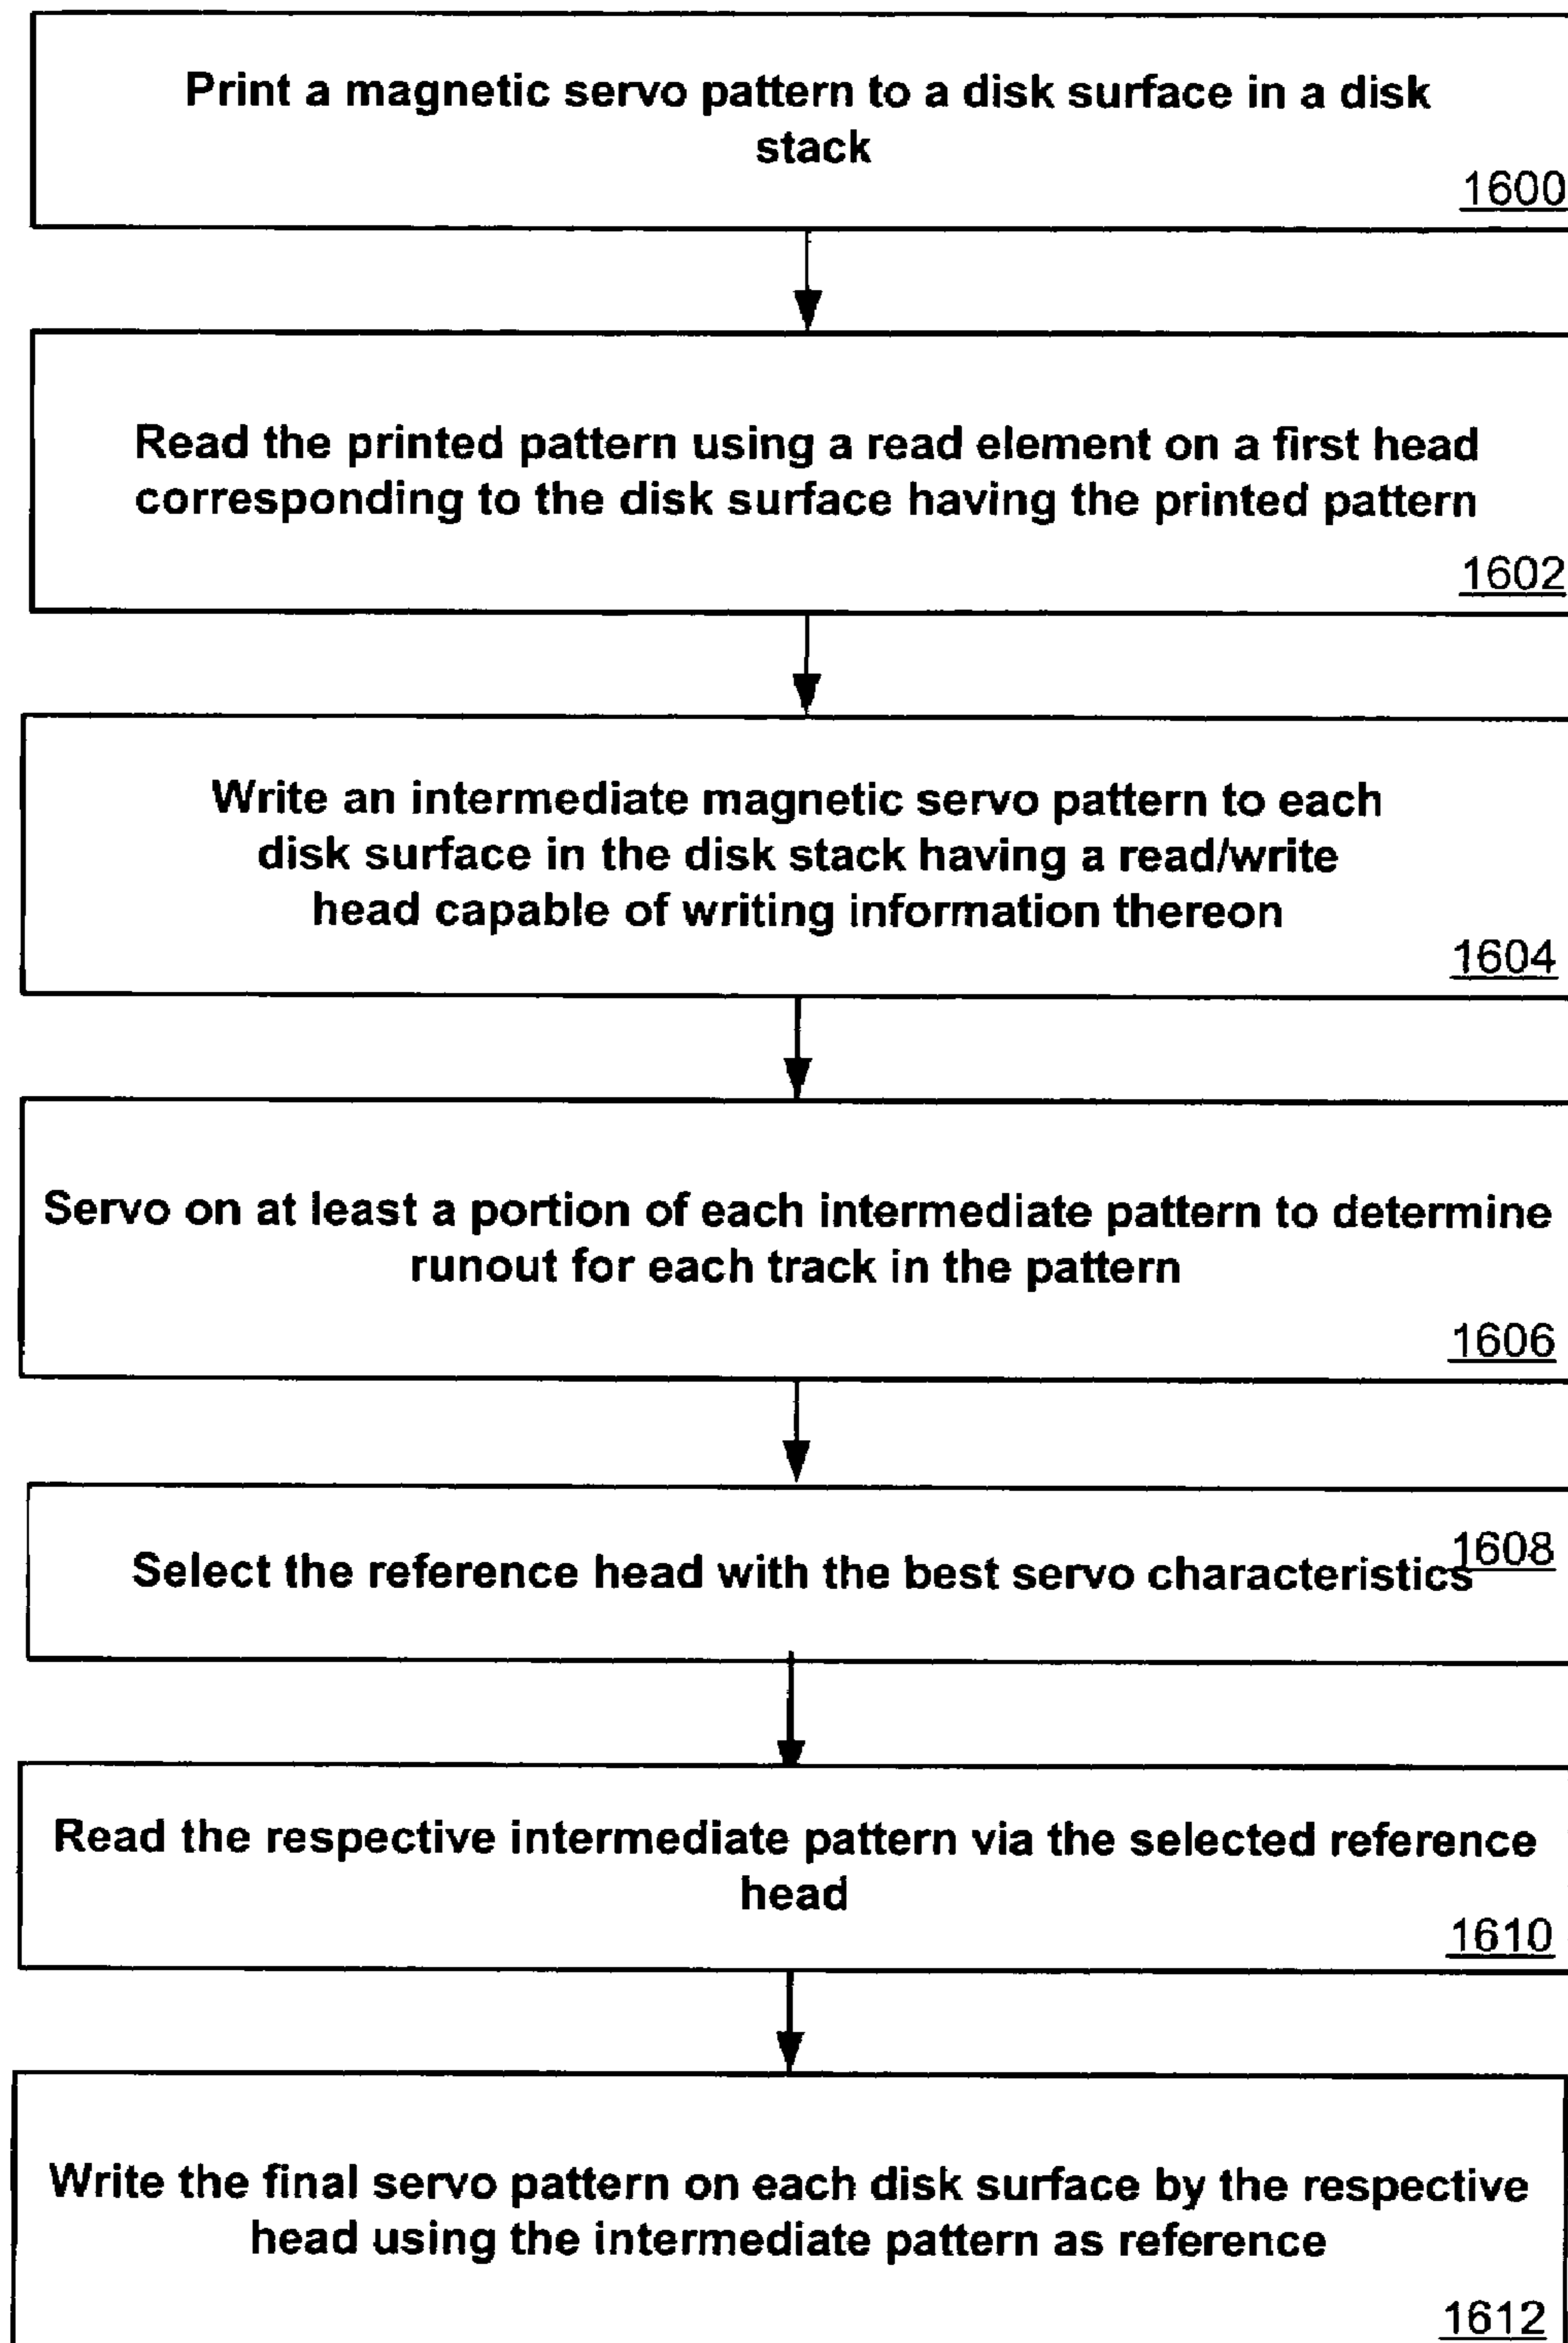 Print a magnetic servo pattern to a disk surface in a disk
stack
1600
Read the printed pattern using a read element on a first head
corresponding to the disk surface having the printed pattern
1602
Write an intermediate magnetic servo pattern to each
disk surface in the disk stack having a read/write
head capable of writing information thereon
1604
Servo on at least a portion of each intermediate pattern to determine
runout for each track in the pattern
1606
Select the reference head with the best servo characteristics
1608
Read the respective intermediate pattern via the selected reference
head
1610
Write the final servo pattern on each disk surface by the respective
head using the intermediate pattern as reference
1612